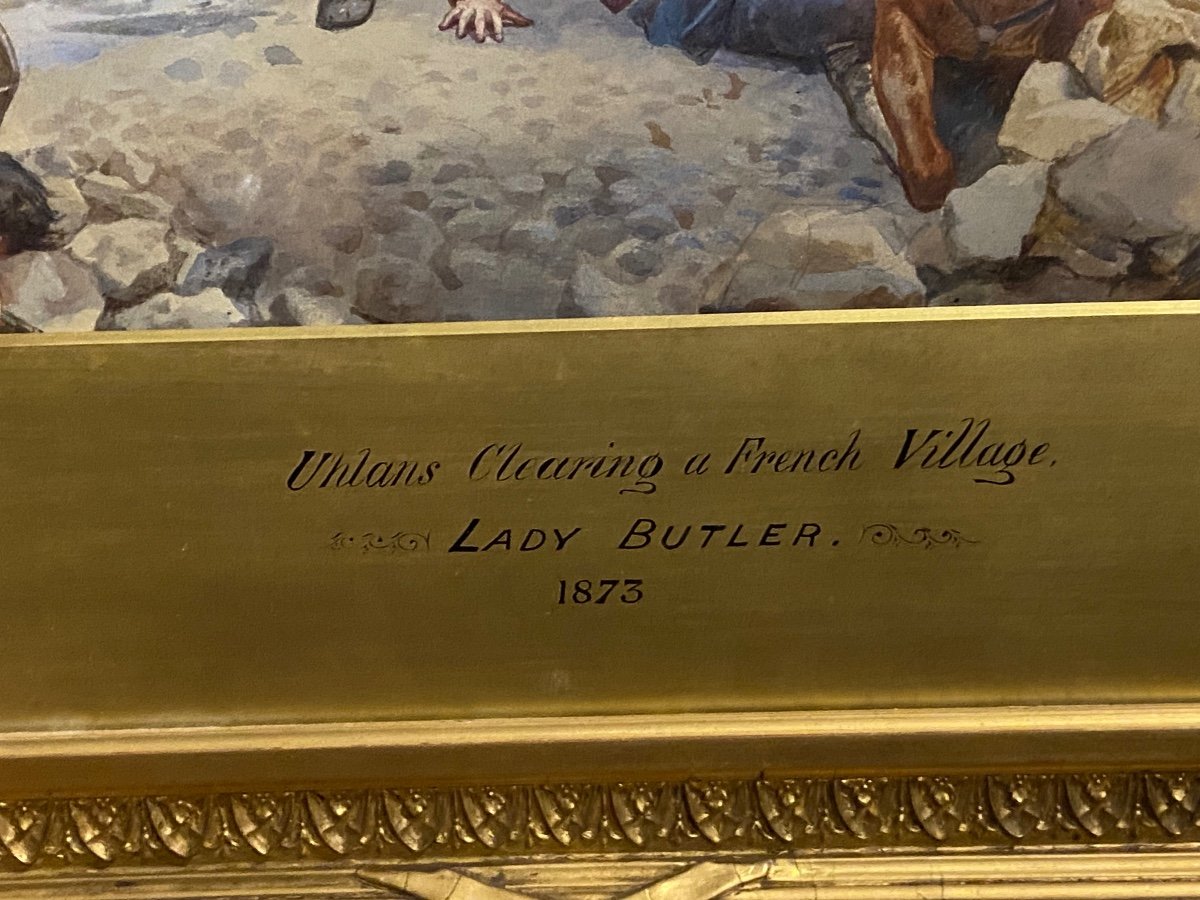 Uhlans Clearing a French Village.
LADY BUTLER.
1873